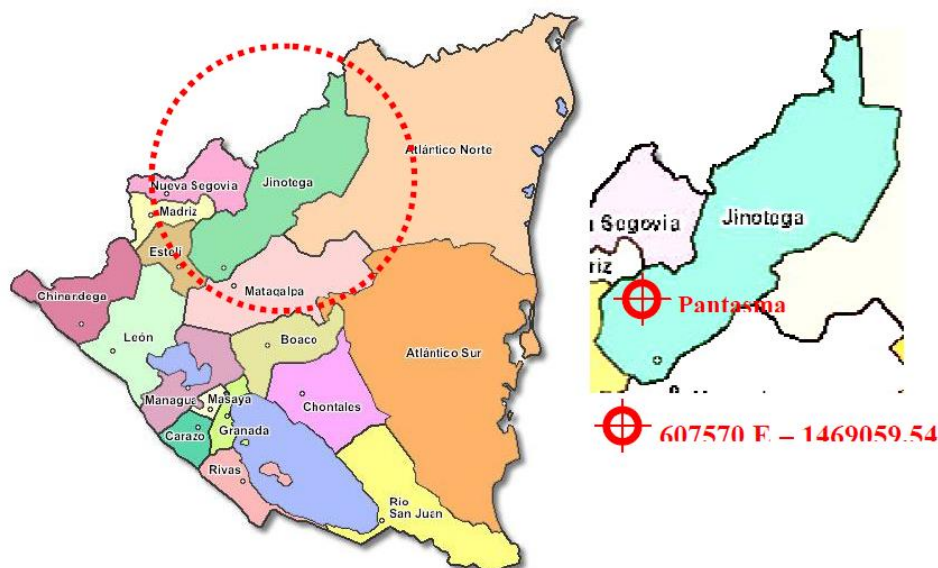 Atlántico Norte
Nueva Segovia
Jinotega
Madriz
Estelí
Chinandega
Matagalpa
León
Boaco
Atlántico Sur
Managua
Masaya
Chontales
Carazo
Granada
Rivas
Río
San Juan
Jinotega
Segovia
riz
Pantasma
607570 E – 1469059.54